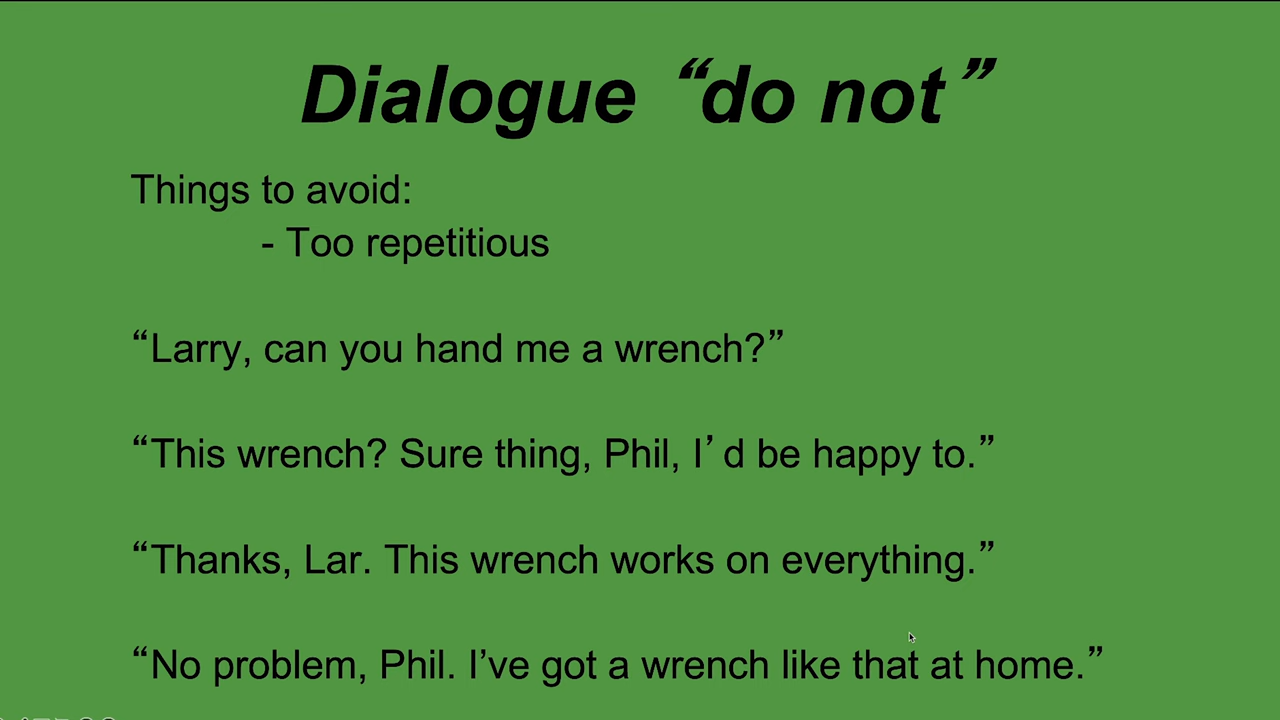 Dialogue “do not”
Things to avoid:
- Too repetitious
“Larry, can you hand me a wrench?”
“This wrench? Sure thing, Phil, I’d be happy to.”
“Thanks, Lar. This wrench works on everything.”
“No problem, Phil. I’ve got a wrench like that at home.”